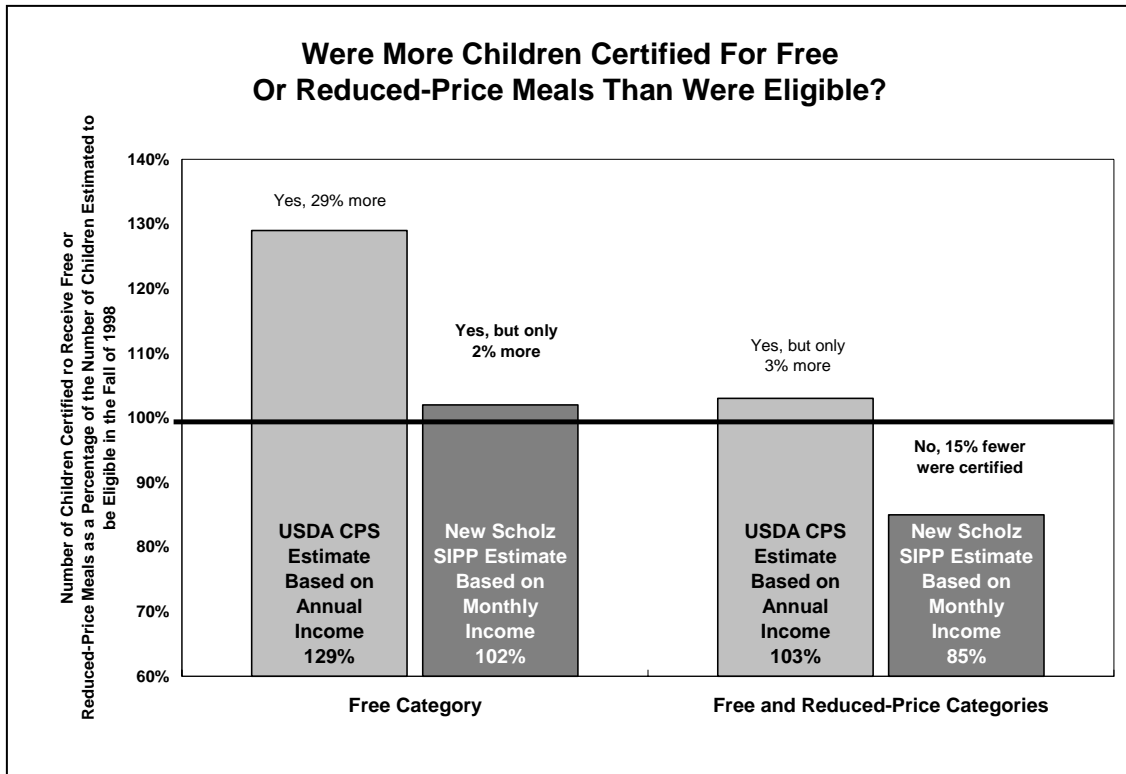 Were More Children Certified For Free
Or Reduced-Price Meals Than Were Eligible?
Number of Children Certified ro Receive Free or
Reduced-Price Meals as a Percentage of the Number of Children Estimated to
be Eligible in the Fall of 1998
140%
130%
120%
110%
100%
90%
80%
70%
60%
Yes, 29% more
Yes, but only
2% more
Yes, but only
3% more
No, 15% fewer
were certified
USDA CPS
Estimate
Based on
Annual
Income
129%
New Scholz
SIPP Estimate
Based on
Monthly
Income
102%
USDA CPS
Estimate
Based on
Annual
Income
103%
New Scholz
SIPP Estimate
Based on
Monthly
Income
85%
Free Category
Free and Reduced-Price Categories